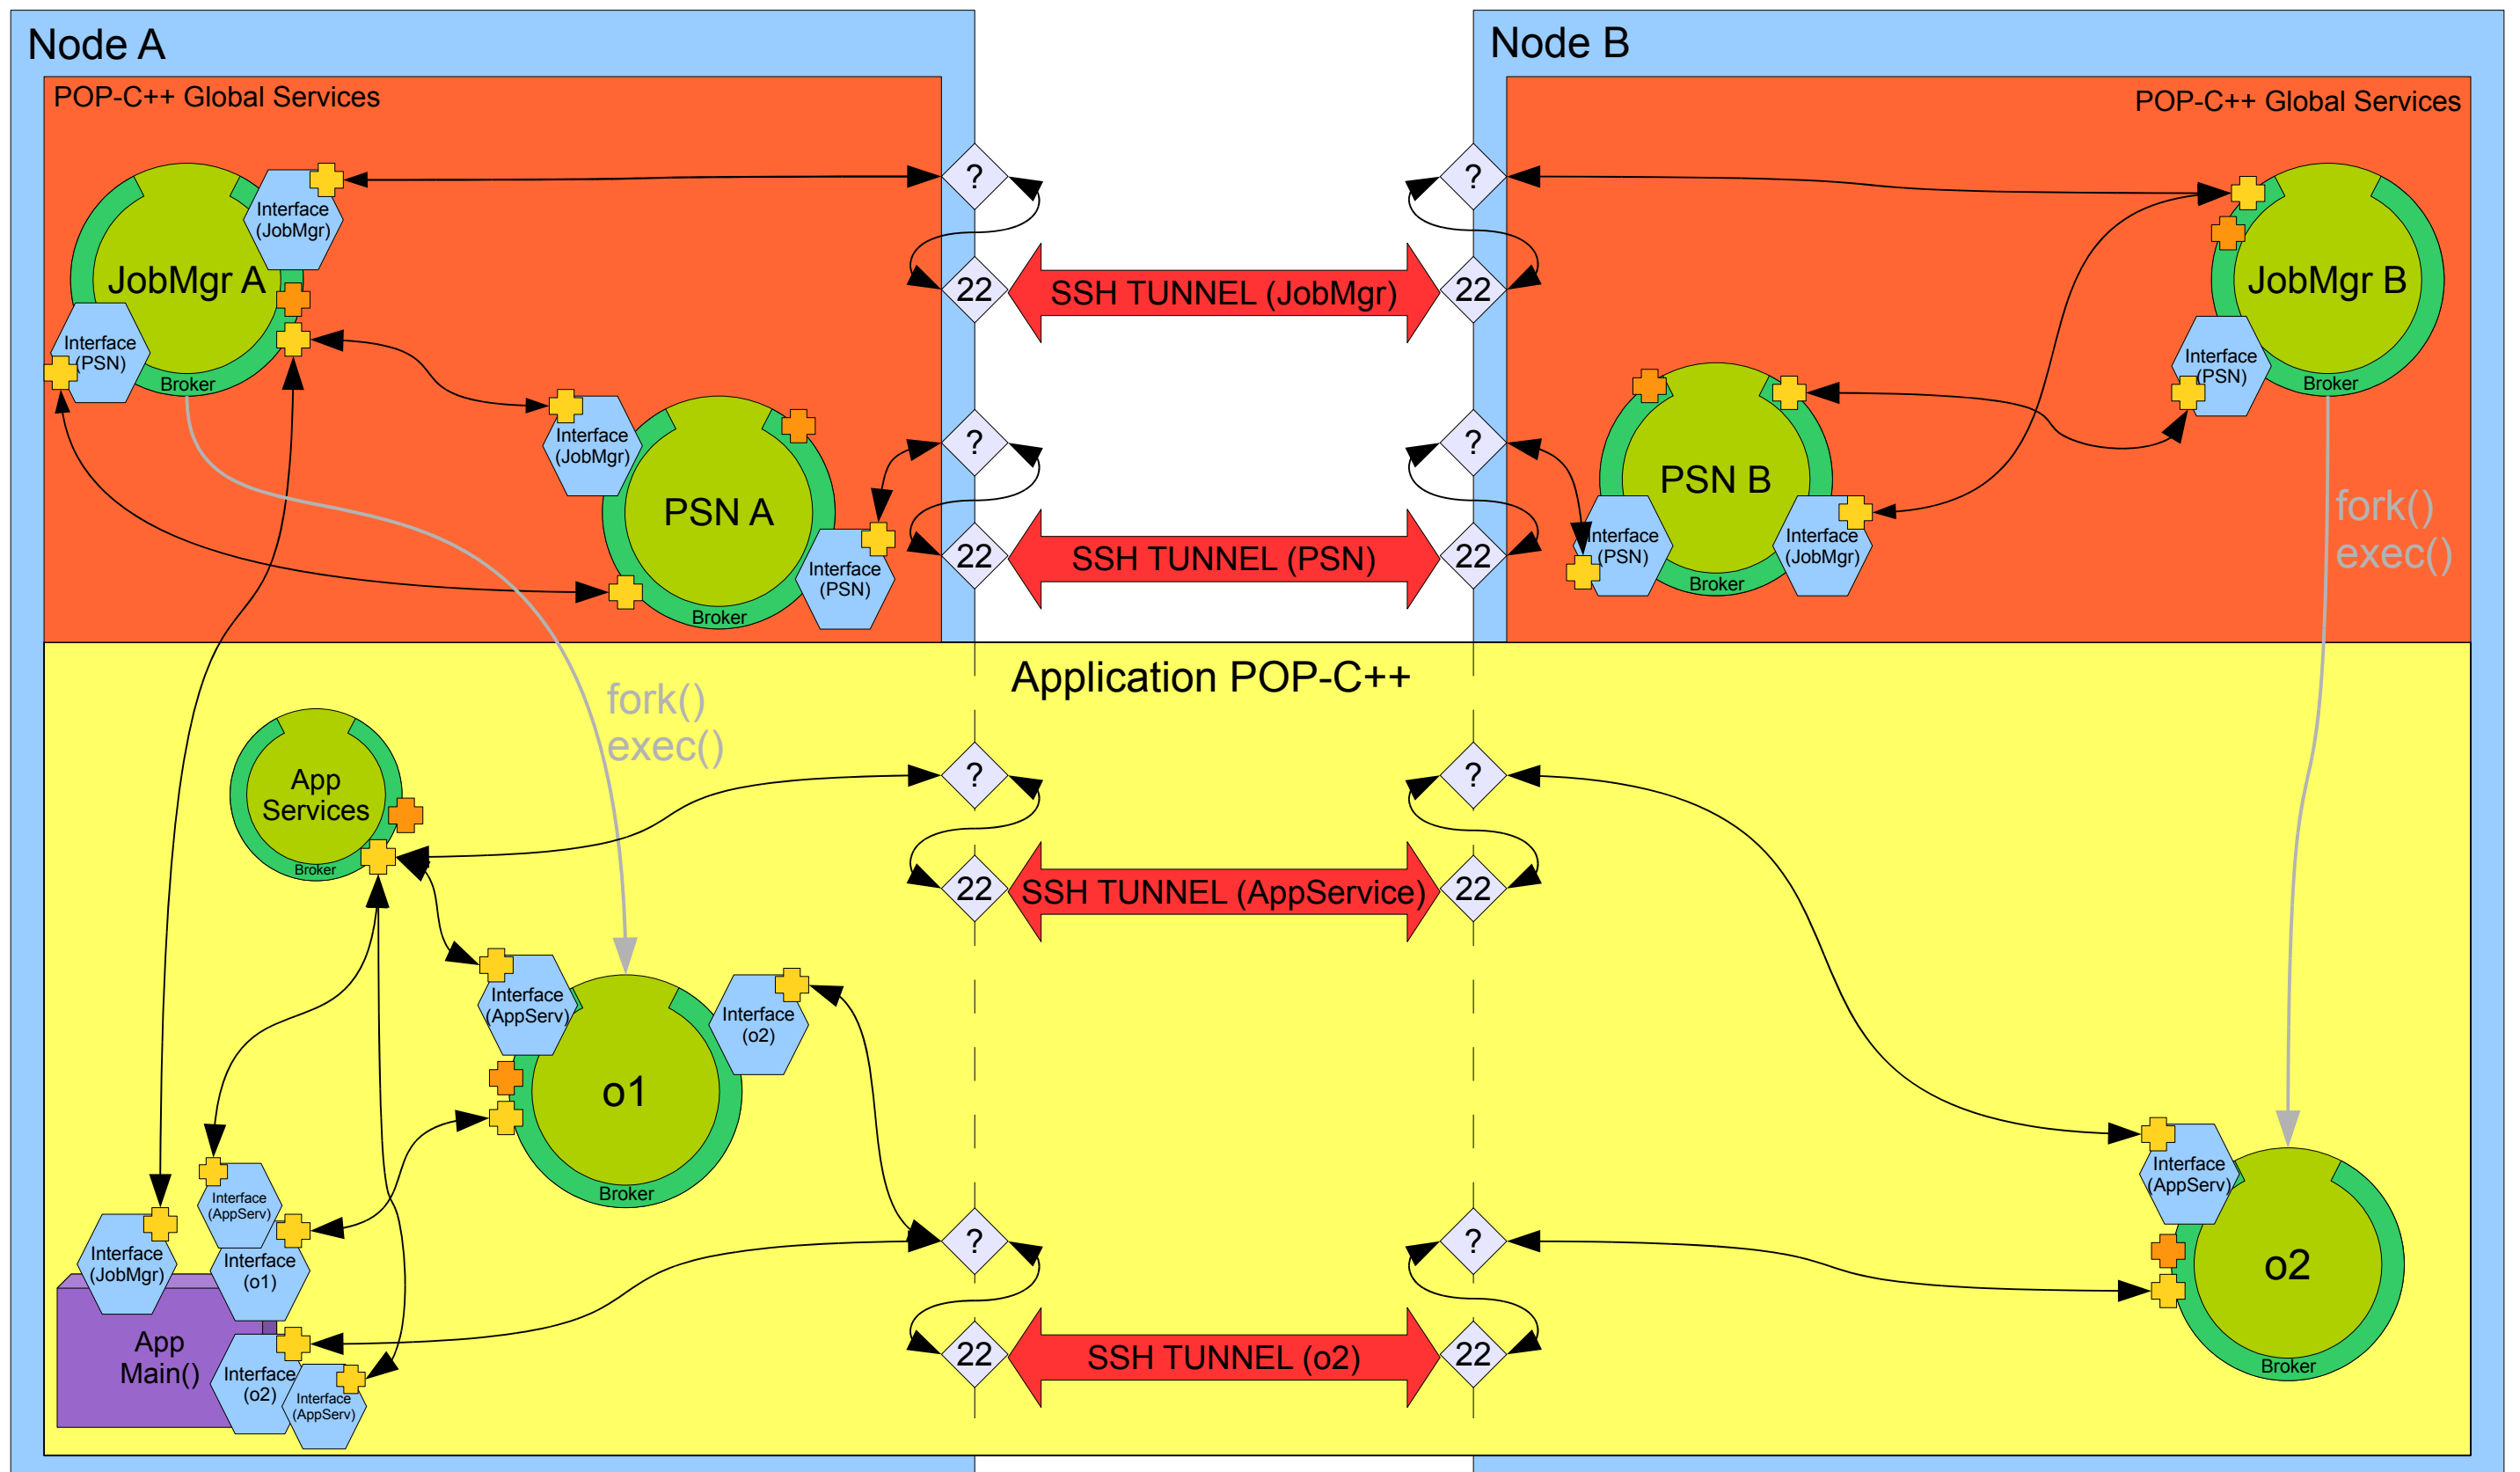 Node A
Node B
POP-C++ Global Services
POP-C++ Global Services
?
?
Interface
(JobMgr)
JobMgr A
Interface
(PSN)
Broker
22
SSH TUNNEL (JobMgr)
22
JobMgr B
Interface
(PSN)
Broker
Interface
(JobMgr)
PSN A
Interface
(PSN)
Broker
?
?
22
SSH TUNNEL (PSN)
22
PSN B
Interface
(PSN)
Interface
(JobMgr)
Broker
fork()
exec()
Application POP-C++
fork()
exec()
App
Services
Broker
?
?
22
SSH TUNNEL (AppService)
22
Interface
(AppServ)
Interface
(o2)
o1
Broker
Interface
(AppServ)
Interface
(JobMgr)
Interface
(o1)
App
Main()
Interface
(o2)
Interface
(AppServ)
?
?
22
SSH TUNNEL (o2)
22
Interface
(AppServ)
o2
Broker